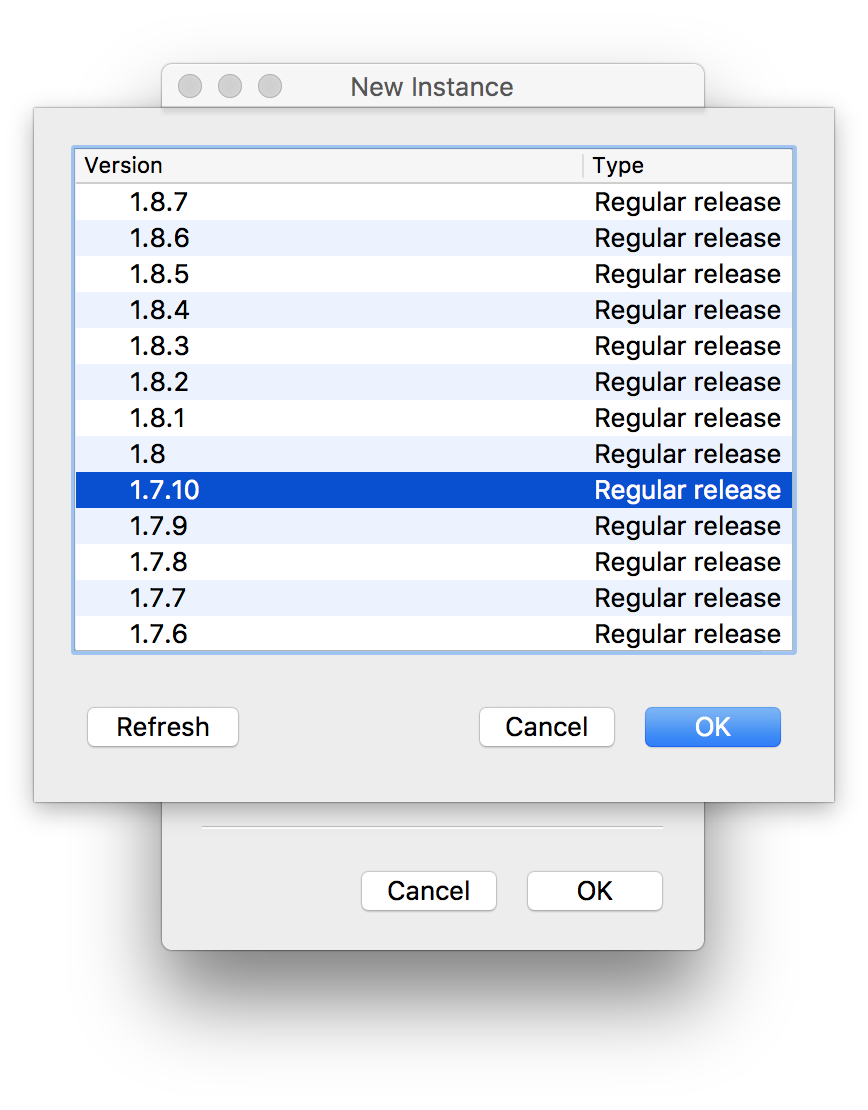 New Instance
Version Type
1.8.7 Regular release
1.8.6 Regular release
1.8.5 Regular release
1.8.4 Regular release
1.8.3 Regular release
1.8.2 Regular release
1.8.1 Regular release
1.8 Regular release
1.7.10 Regular release
1.7.9 Regular release
1.7.8 Regular release
1.7.7 Regular release
1.7.6 Regular release
Refresh Cancel OK
Cancel OK